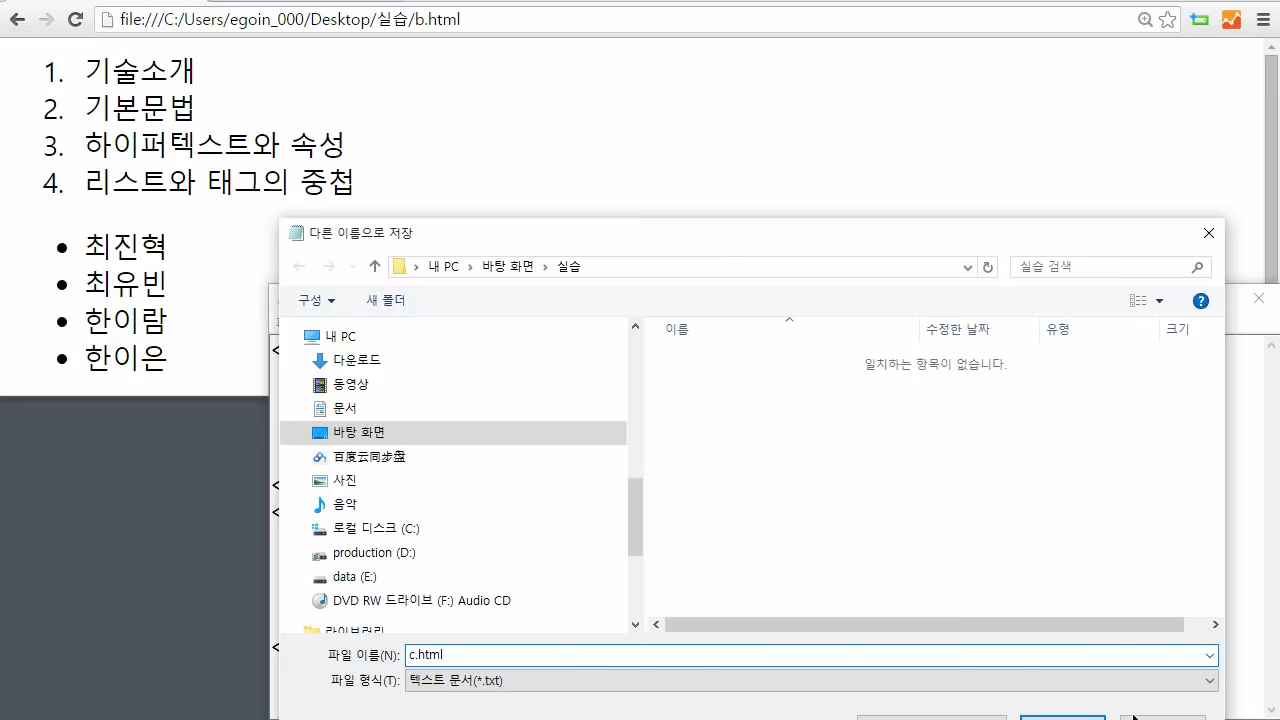 file:///C:/Users/egoin_000/Desktop/실습/b.html
1. 기술소개
2. 기본문법
3. 하이퍼텍스트와 속성
4. 리스트와 태그의 중첩
• 최진혁
• 최유빈
• 한이람
• 한이은
다른 이름으로 저장
내 PC > 바탕 화면 > 실습
실습 검색
구성
새 폴더
내 PC
다운로드
동영상
문서
바탕 화면
百度云同步盘
사진
음악
로컬 디스크 (C:)
production (D:)
data (E:)
DVD RW 드라이브 (F:) Audio CD
라이브러리
이름
수정한 날짜
유형
크기
일치하는 항목이 없습니다.
파일 이름(N): c.html
파일 형식(T): 텍스트 문서(*.txt)